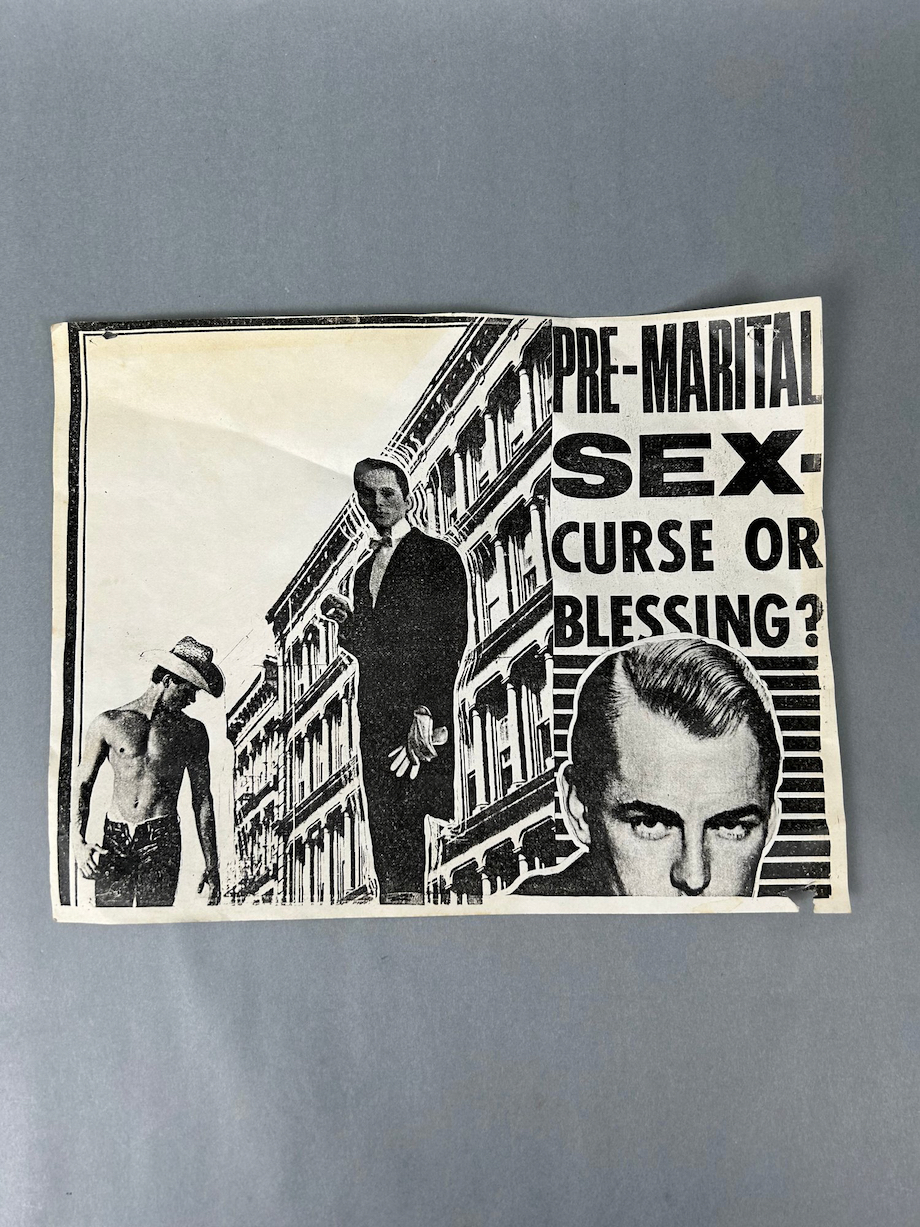 PRE-MARITAL
SEX-
CURSE OR
BLESSING?